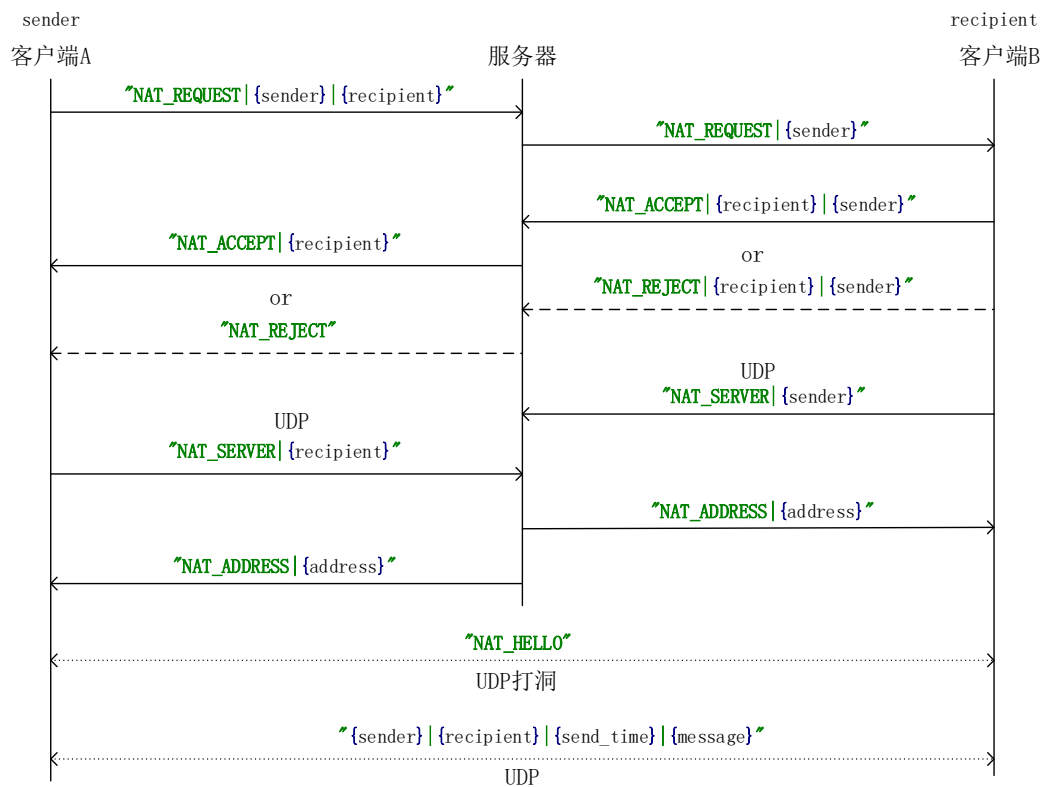 sender
recipient
客户端A
服务器
客户端B
"NAT_REQUEST|{sender}|{recipient}"
"NAT_REQUEST|{sender}"
"NAT_ACCEPT|{recipient}|{sender}"
"NAT_ACCEPT|{recipient}"
or
"NAT_REJECT|{recipient}|{sender}"
or
"NAT_REJECT"
UDP
"NAT_SERVER|{sender}"
UDP
"NAT_SERVER|{recipient}"
"NAT_ADDRESS|{address}"
"NAT_ADDRESS|{address}"
"NAT_HELLO"
UDP打洞
"{sender}|{recipient}|{send_time}|{message}"
UDP